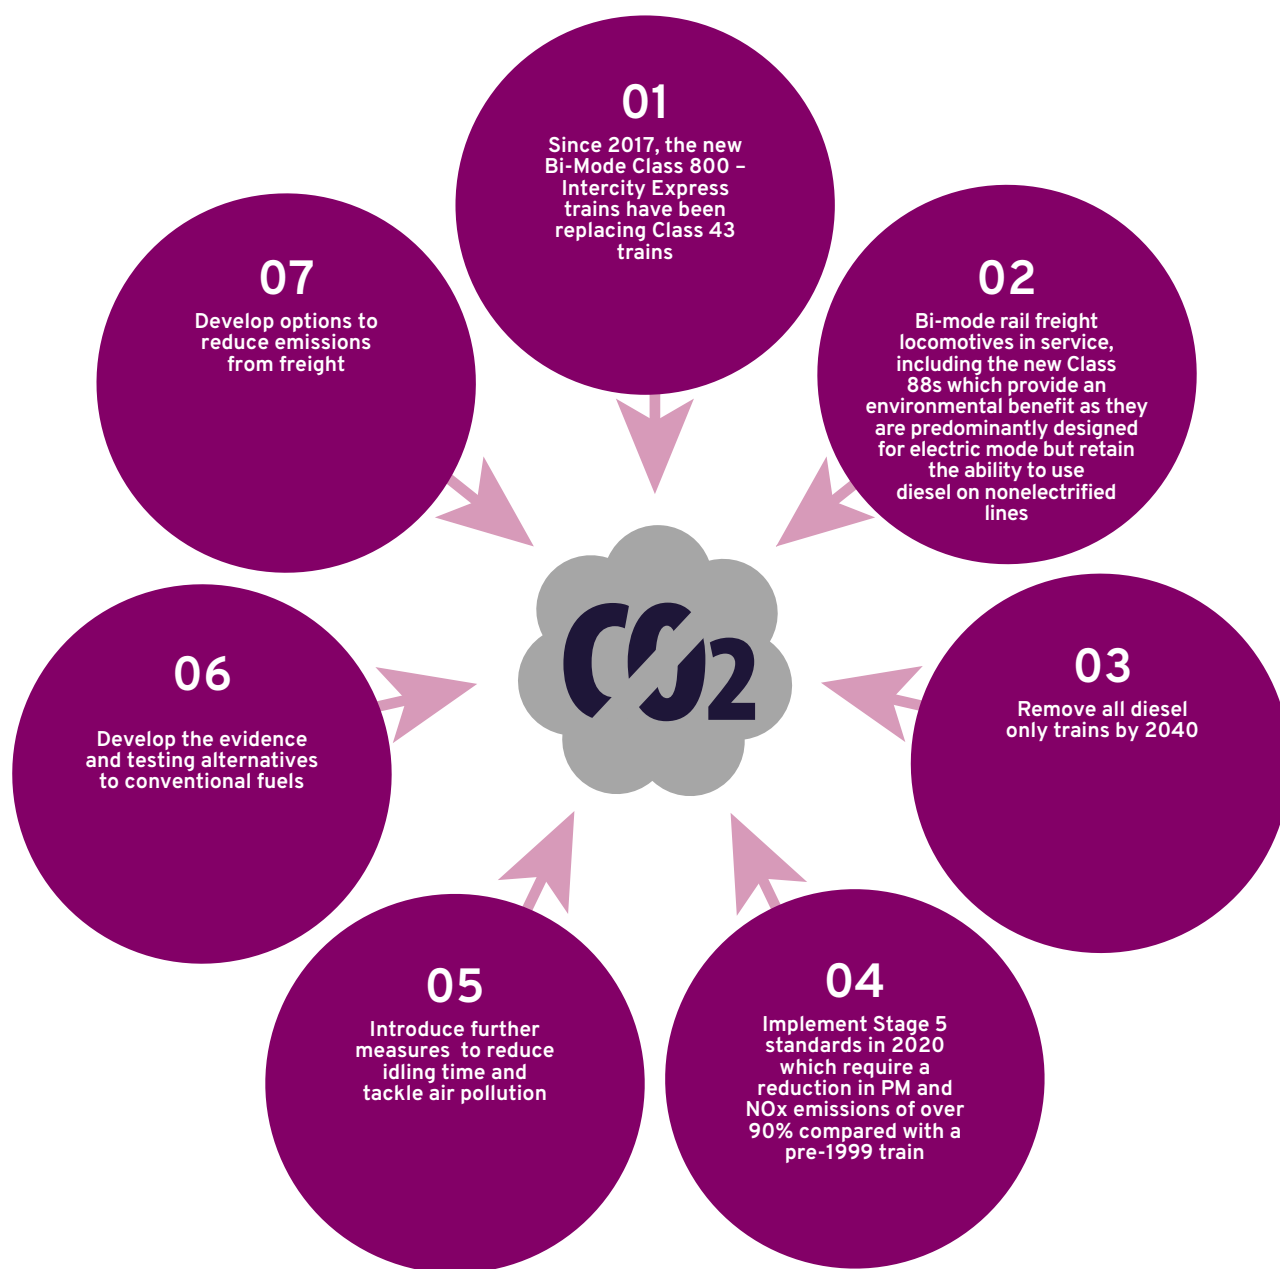 01
Since 2017, the new
Bi-Mode Class 800 –
Intercity Express
trains have been
replacing Class 43
trains
02
Bi-mode rail freight
locomotives in service,
including the new Class
88s which provide an
environmental benefit as they
are predominantly designed
for electric mode but retain
the ability to use
diesel on nonelectrified
lines
03
Remove all diesel
only trains by 2040
04
Implement Stage 5
standards in 2020
which require a
reduction in PM and
NOx emissions of over
90% compared with a
pre-1999 train
05
Introduce further
measures  to reduce
idling time and
tackle air pollution
06
Develop the evidence
and testing alternatives
to conventional fuels
07
Develop options to
reduce emissions
from freight
CO2